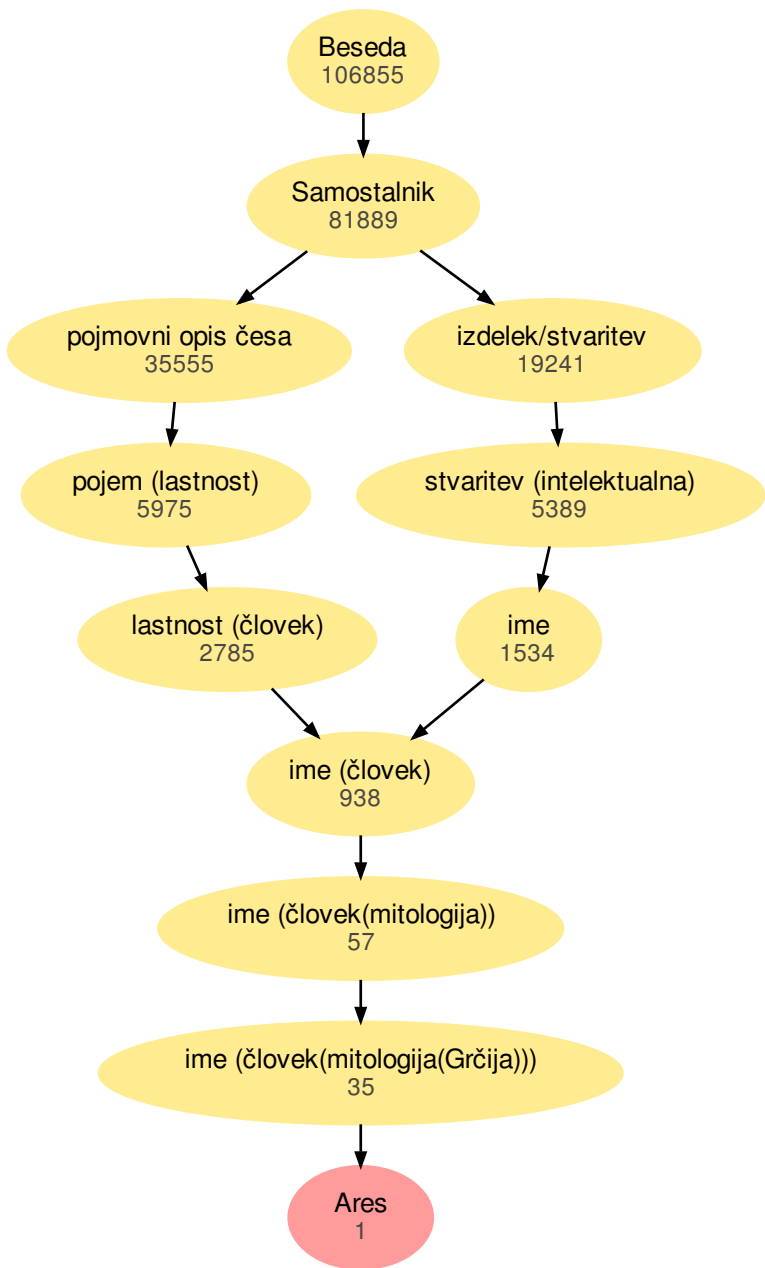 Beseda
106855
Samostalnik
81889
pojmovni opis česa
35555
izdelek/stvaritev
19241
pojem (lastnost)
5975
stvaritev (intelektualna)
5389
lastnost (človek)
2785
ime
1534
ime (človek)
938
ime (človek(mitologija))
57
ime (človek(mitologija(Grčija)))
35
Ares
1